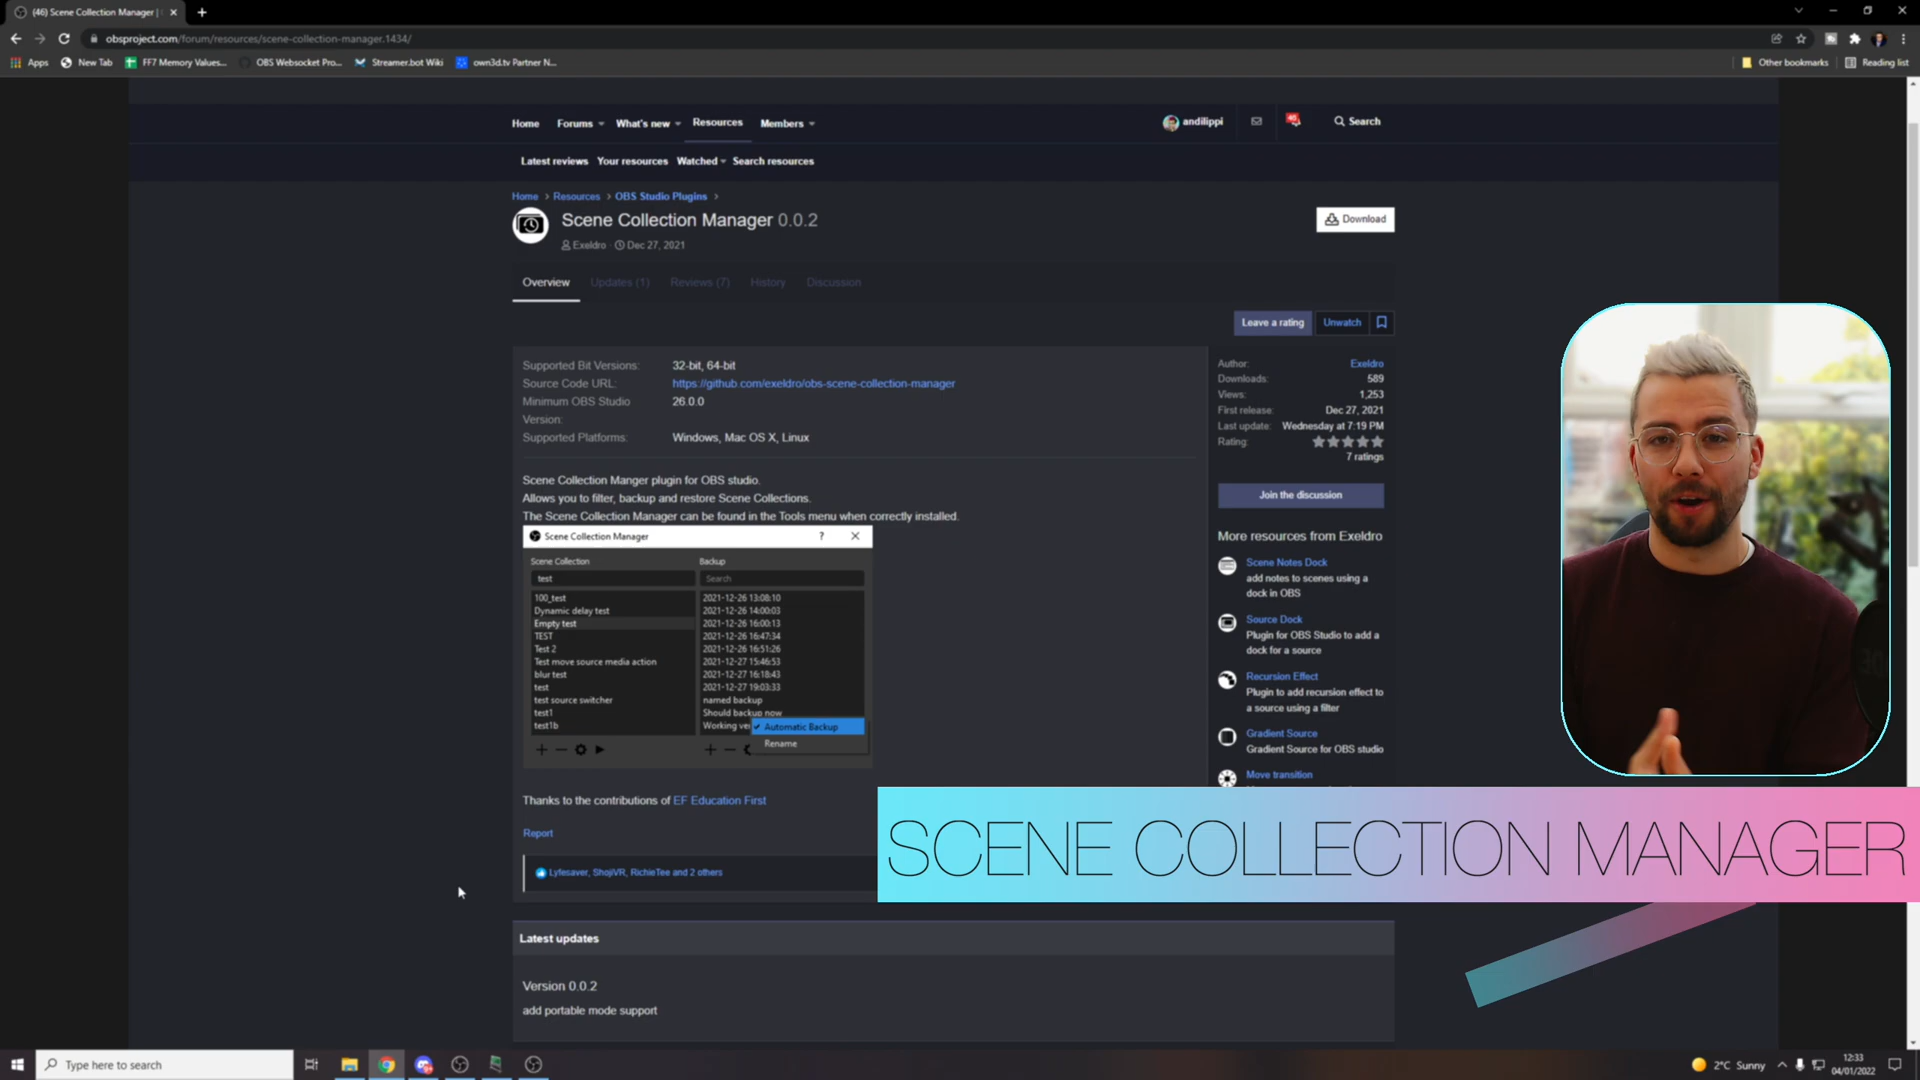 (46) Scene Collection Manager |
obsproject.com/forum/resources/scene-collection-manager.1434/
Apps
New Tab
FF7 Memory Values...
OBS Websocket Pro...
Streamer.bot Wiki
own3d.tv Partner N...
Other bookmarks
Reading list
Home
Forums
What's new
Resources
Members
andilippi
Search
Latest reviews
Your resources
Watched
Search resources
Home > Resources > OBS Studio Plugins >
Scene Collection Manager 0.0.2
Download
Exeldro · Dec 27, 2021
Overview
Updates (1)
Reviews (7)
History
Discussion
Leave a rating
Unwatch
Supported Bit Versions: 32-bit, 64-bit
Source Code URL: https://github.com/exeldro/obs-scene-collection-manager
Minimum OBS Studio 26.0.0
Version:
Supported Platforms: Windows, Mac OS X, Linux
Scene Collection Manger plugin for OBS studio.
Allows you to filter, backup and restore Scene Collections.
The Scene Collection Manager can be found in the Tools menu when correctly installed.
Scene Collection Manager ?
Scene Collection
test
100_test
Dynamic delay test
Empty test
TEST
Test 2
Test move source media action
blur test
test
test source switcher
test1
test1b
Backup
Search
2021-12-26 13:08:10
2021-12-26 14:00:03
2021-12-26 16:00:13
2021-12-26 16:47:34
2021-12-26 16:51:26
2021-12-27 15:46:53
2021-12-27 16:18:43
2021-12-27 19:03:33
named backup
Should backup now
Working ve
Automatic Backup
Rename
Thanks to the contributions of EF Education First
Report
Lyfesaver, ShojiVR, RichieTee and 2 others
Author: Exeldro
Downloads: 589
Views: 1,253
First release: Dec 27, 2021
Last update: Wednesday at 7:19 PM
Rating:
7 ratings
Join the discussion
More resources from Exeldro
Scene Notes Dock
add notes to scenes using a
dock in OBS
Source Dock
Plugin for OBS Studio to add a
dock for a source
Recursion Effect
Plugin to add recursion effect to
a source using a filter
Gradient Source
Gradient Source for OBS studio
Move transition
SCENE COLLECTION MANAGER
Latest updates
Version 0.0.2
add portable mode support
Type here to search
2°C Sunny
12:33
04/01/2022